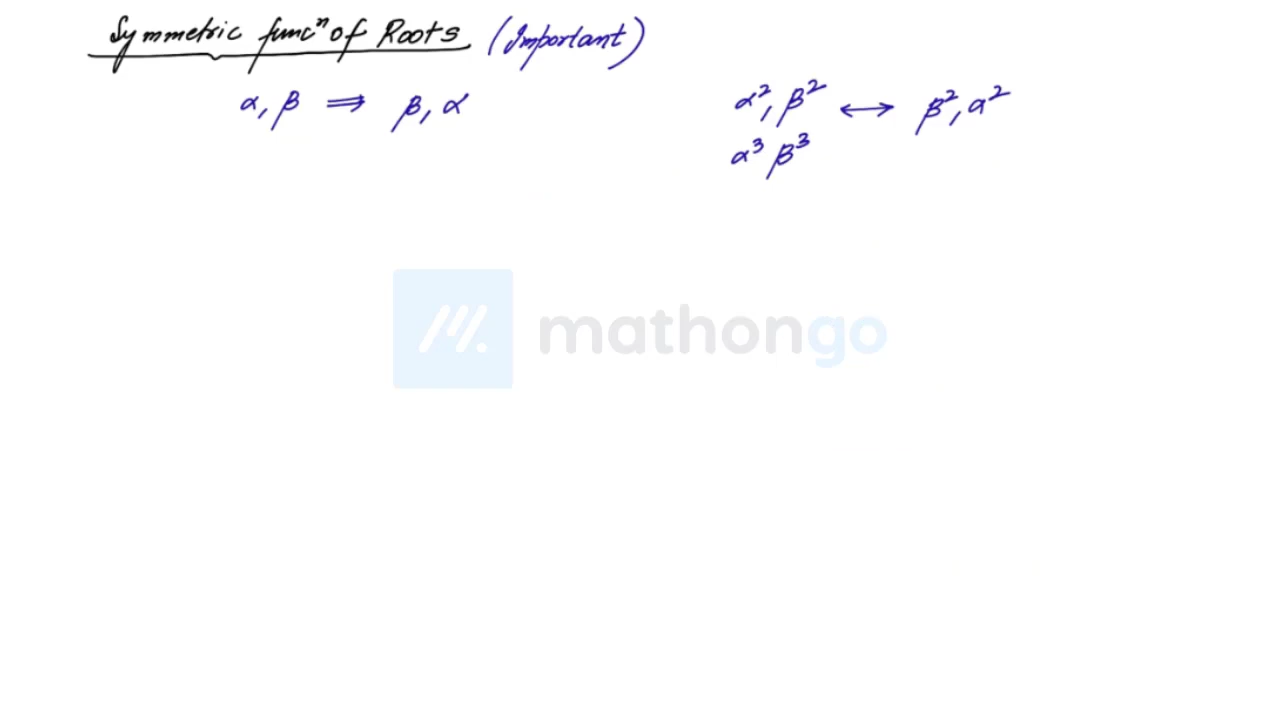 Symmetric funcⁿ of Roots (Important)
α, β ⇒ β, α
α², β² ↔ β², α²
α³ β³
mathongo